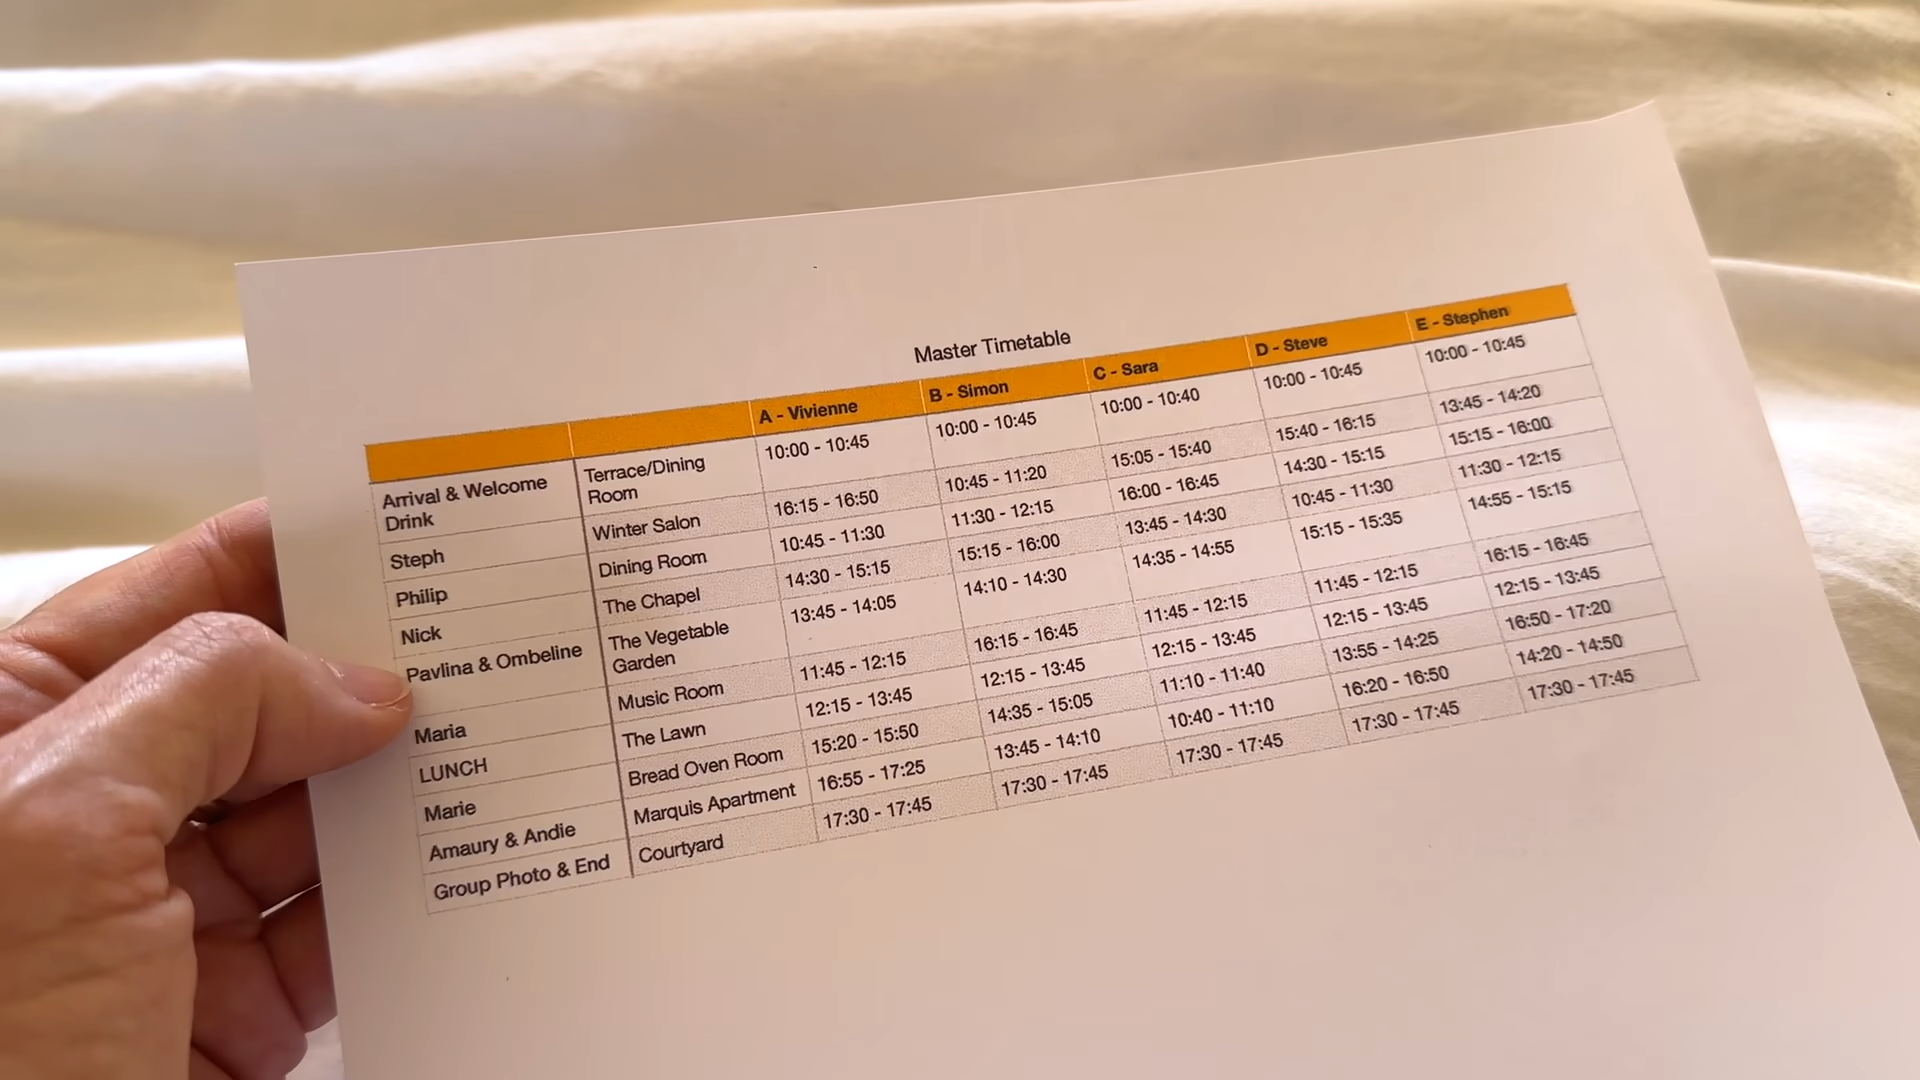 Master Timetable
A - Vivienne B - Simon C - Sara D - Steve E - Stephen
Arrival & Welcome Drink Terrace/Dining Room 10:00 - 10:45 10:00 - 10:45 10:00 - 10:40 10:00 - 10:45 10:00 - 10:45
Steph Winter Salon 16:15 - 16:50 10:45 - 11:20 15:05 - 15:40 15:40 - 16:15 13:45 - 14:20
Philip Dining Room 10:45 - 11:30 11:30 - 12:15 16:00 - 16:45 14:30 - 15:15 15:15 - 16:00
Nick The Chapel 14:30 - 15:15 15:15 - 16:00 13:45 - 14:30 10:45 - 11:30 11:30 - 12:15
Pavlina & Ombeline The Vegetable Garden 13:45 - 14:05 14:10 - 14:30 14:35 - 14:55 15:15 - 15:35 14:55 - 15:15
Maria Music Room 11:45 - 12:15 16:15 - 16:45 11:45 - 12:15 11:45 - 12:15 16:15 - 16:45
LUNCH The Lawn 12:15 - 13:45 12:15 - 13:45 12:15 - 13:45 12:15 - 13:45 12:15 - 13:45
Marie Bread Oven Room 15:20 - 15:50 14:35 - 15:05 11:10 - 11:40 13:55 - 14:25 16:50 - 17:20
Amaury & Andie Marquis Apartment 16:55 - 17:25 13:45 - 14:10 10:40 - 11:10 16:20 - 16:50 14:20 - 14:50
Group Photo & End Courtyard 17:30 - 17:45 17:30 - 17:45 17:30 - 17:45 17:30 - 17:45 17:30 - 17:45